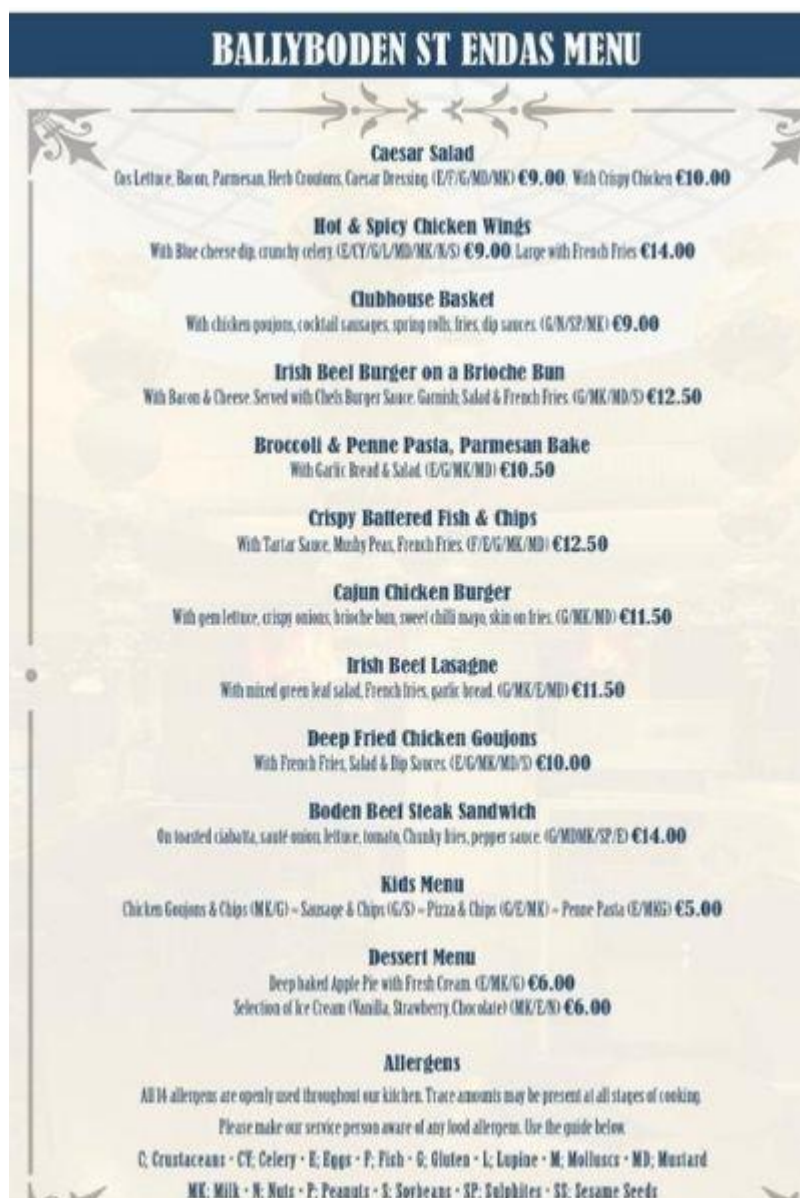 BALLYBODEN ST ENDAS MENU
Caesar Salad
Cos Lettuce, Bacon, Parmesan, Herb Croutons, Caesar Dressing. (E/F/G/MD/MK) €9.00. With Crispy Chicken €10.00
Hot & Spicy Chicken Wings
With Blue cheese dip, crunchy celery. (E/CY/G/L/MD/MK/N/S) €9.00 Large with French Fries €14.00
Clubhouse Basket
With chicken goujons, cocktail sausages, spring rolls, fries, dip sauces. (G/N/SP/MK) €9.00
Irish Beef Burger on a Brioche Bun
With Bacon & Cheese. Served with Chefs Burger Sauce. Garnish; Salad & French Fries. (G/MK/MD/S) €12.50
Broccoli & Penne Pasta, Parmesan Bake
With Garlic Bread & Salad. (E/G/MK/MD) €10.50
Crispy Battered Fish & Chips
With Tartar Sauce, Mushy Peas, French Fries. (F/E/G/MK/MD) €12.50
Cajun Chicken Burger
With gem lettuce, crispy onions, brioche bun, sweet chilli mayo, skin on fries. (G/MK/MD) €11.50
Irish Beef Lasagne
With mixed green leaf salad, French fries, garlic bread. (G/MK/E/MD) €11.50
Deep Fried Chicken Goujons
With French Fries, Salad & Dip Sauces. (E/G/MK/MD/S) €10.00
Boden Beef Steak Sandwich
On toasted ciabatta, sauté onion, lettuce, tomato, Chunky fries, pepper sauce. (G/MDMK/SP/E) €14.00
Kids Menu
Chicken Goujons & Chips (MK/G) – Sausage & Chips (G/S) – Pizza & Chips (G/E/MK) – Penne Pasta (E/MKG) €5.00
Dessert Menu
Deep baked Apple Pie with Fresh Cream. (E/MK/G) €6.00
Selection of Ice Cream (Vanilla, Strawberry, Chocolate) (MK/E/N) €6.00
Allergens
All 14 allergens are openly used throughout our kitchen. Trace amounts may be present at all stages of cooking.
Please make our service person aware of any food allergens. Use the guide below
C; Crustaceans • CY; Celery • E; Eggs • F; Fish • G; Gluten • L; Lupine • M; Molluscs • MD; Mustard
MK; Milk • N; Nuts • P; Peanuts • S; Soybeans • SP; Sulphites • SS; Sesame Seeds